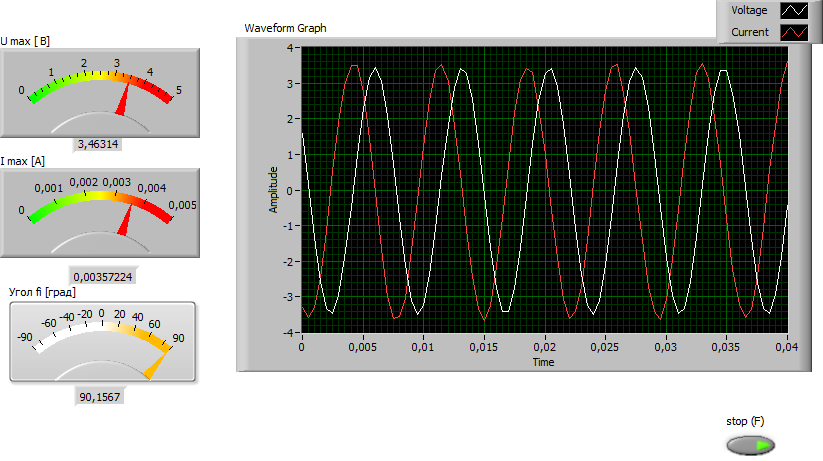 Voltage
Current
Waveform Graph
U max [ B]
0 1 2 3 4 5
3,46314
I max [A]
0 0,001 0,002 0,003 0,004 0,005
0,00357224
Угол fi [град]
-90 -60 -40 -20 0 20 40 60 90
90,1567
Amplitude
4
3
2
1
0
-1
-2
-3
-4
0 0,005 0,01 0,015 0,02 0,025 0,03 0,035 0,04
Time
stop (F)